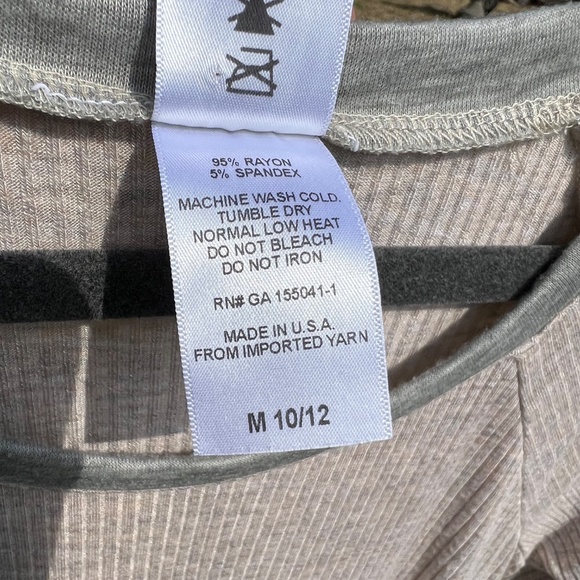 95% RAYON
5% SPANDEX
MACHINE WASH COLD.
TUMBLE DRY
NORMAL LOW HEAT
DO NOT BLEACH
DO NOT IRON
RN# GA 155041-1
MADE IN U.S.A.
FROM IMPORTED YARN
M 10/12